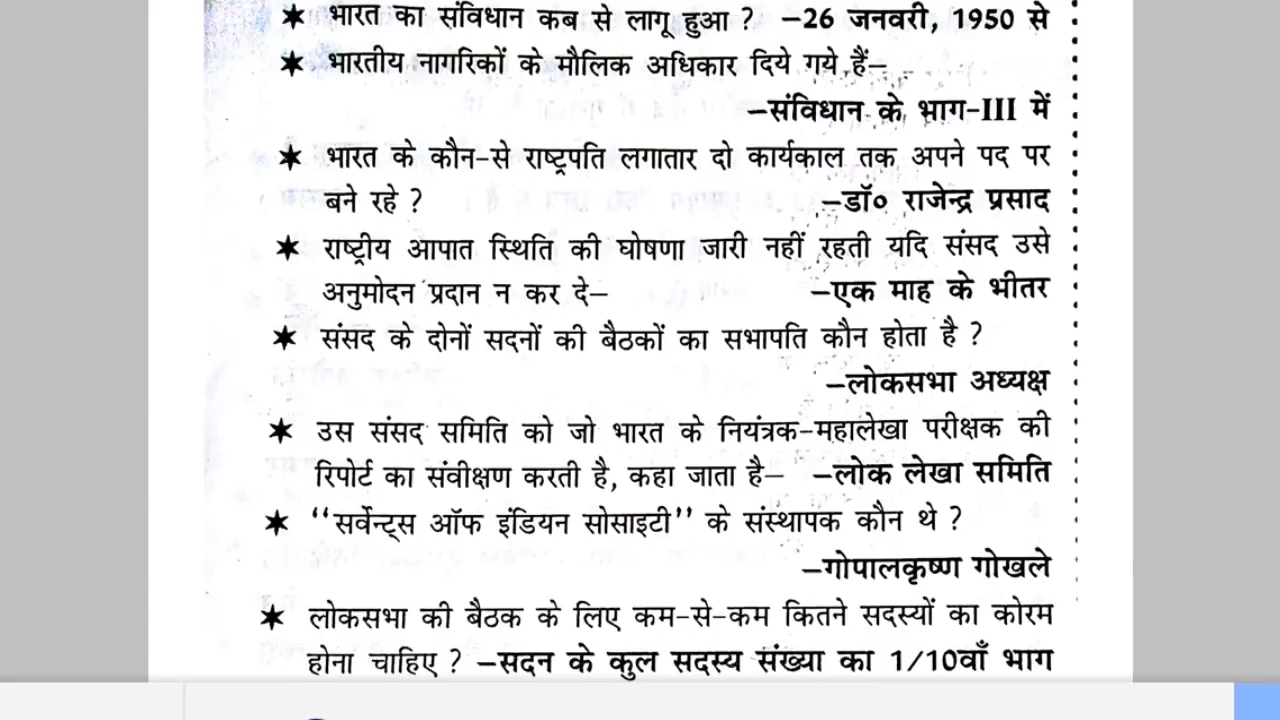 ★ भारत का संविधान कब से लागू हुआ ? –26 जनवरी, 1950 से
★ भारतीय नागरिकों के मौलिक अधिकार दिये गये हैं–
–संविधान के भाग-III में
★ भारत के कौन-से राष्ट्रपति लगातार दो कार्यकाल तक अपने पद पर
बने रहे ? –डॉ० राजेन्द्र प्रसाद
★ राष्ट्रीय आपात स्थिति की घोषणा जारी नहीं रहती यदि संसद उसे
अनुमोदन प्रदान न कर दे– –एक माह के भीतर
★ संसद के दोनों सदनों की बैठकों का सभापति कौन होता है ?
–लोकसभा अध्यक्ष
★ उस संसद समिति को जो भारत के नियंत्रक-महालेखा परीक्षक की
रिपोर्ट का संवीक्षण करती है, कहा जाता है– –लोक लेखा समिति
★ ‘‘सर्वेन्ट्स ऑफ इंडियन सोसाइटी’’ के संस्थापक कौन थे ?
–गोपालकृष्ण गोखले
★ लोकसभा की बैठक के लिए कम-से-कम कितने सदस्यों का कोरम
होना चाहिए ? –सदन के कुल सदस्य संख्या का 1/10वाँ भाग